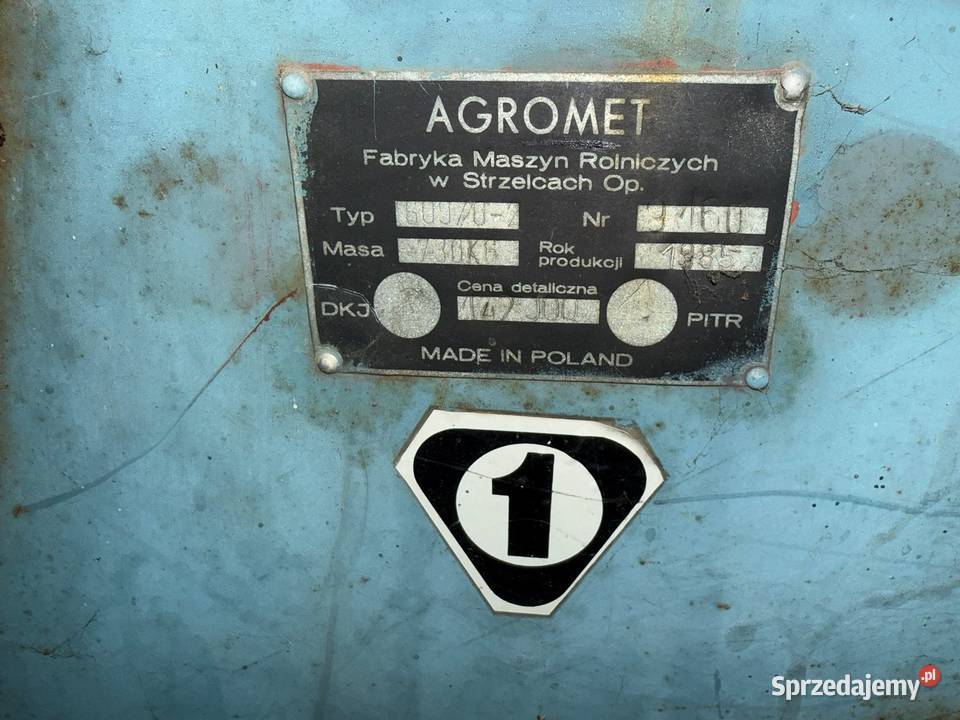 AGROMET
Fabryka Maszyn Rolniczych
w Strzelcach Op.
Typ Nr
Masa Rok produkcji 1985
Cena detaliczna
DKJ PITR
MADE IN POLAND
1
Sprzedajemy.pl